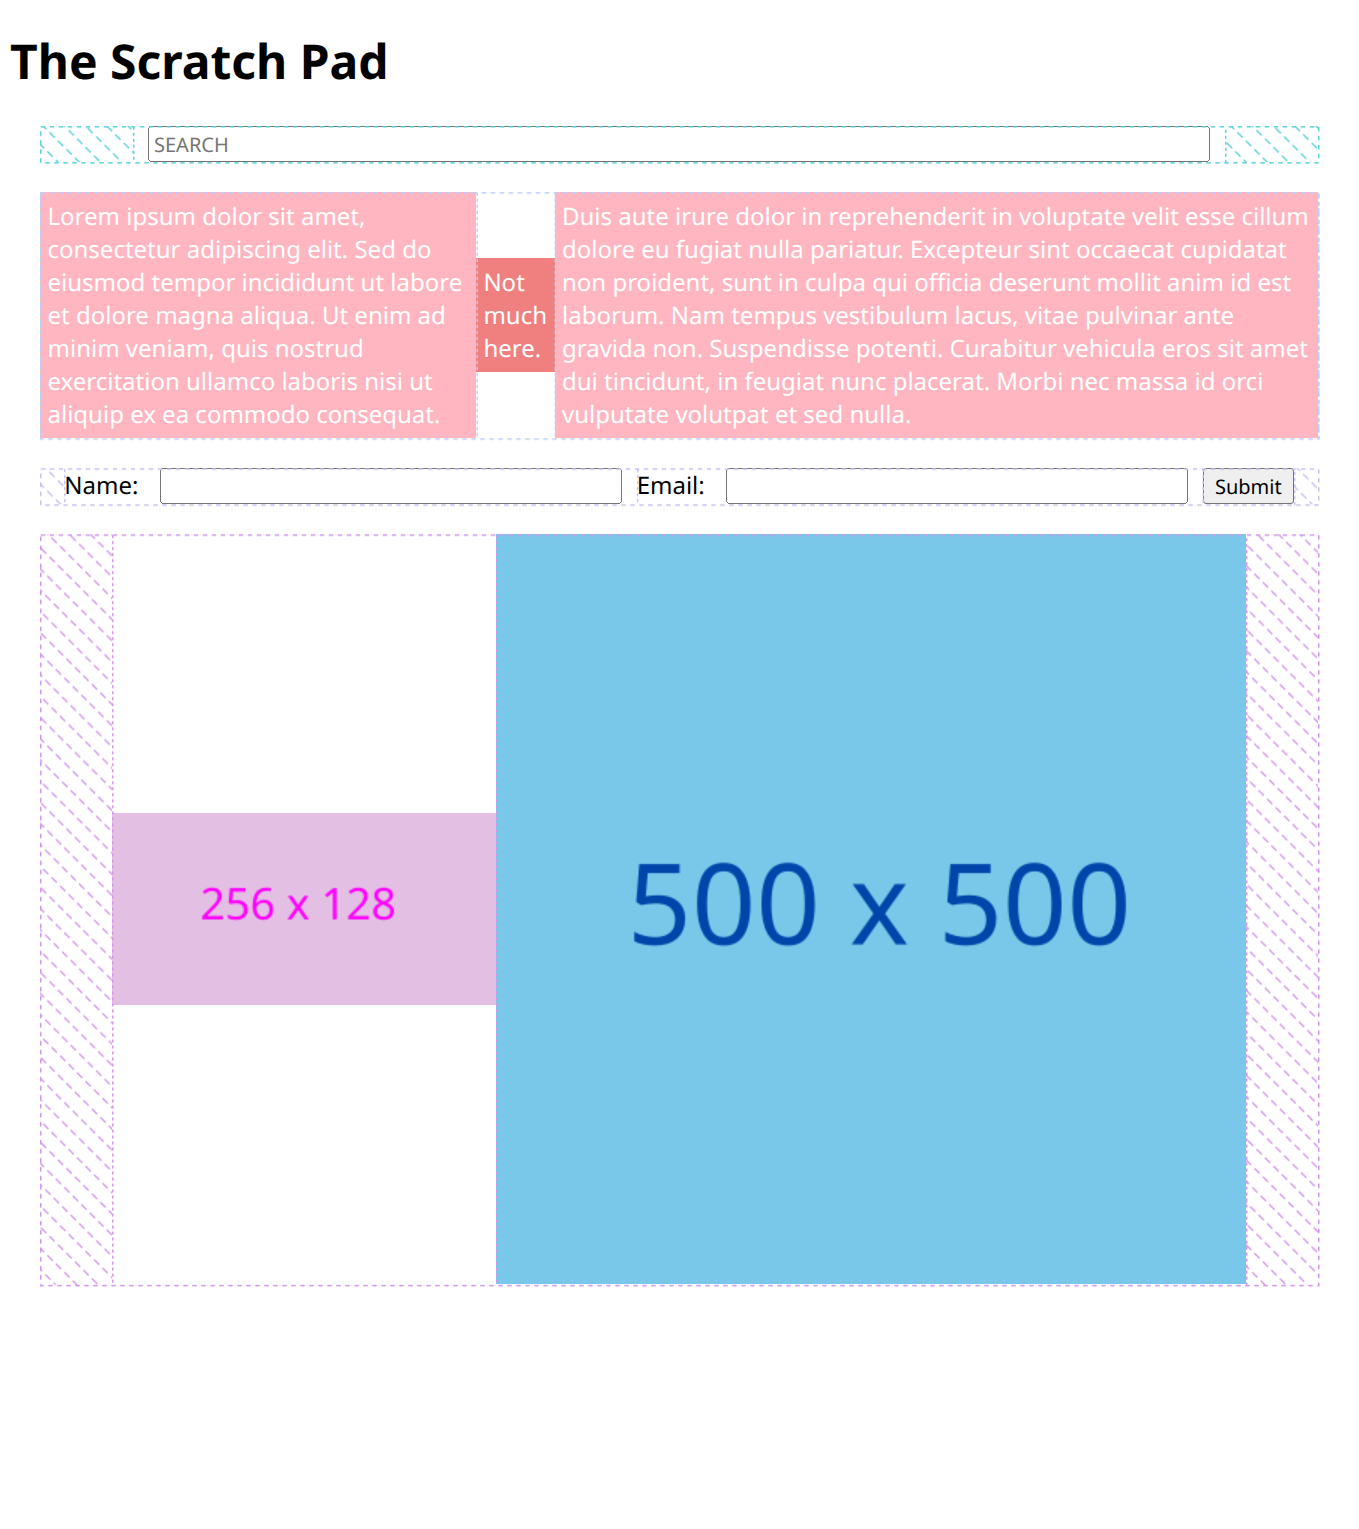 The Scratch Pad
SEARCH
Lorem ipsum dolor sit amet,
consectetur adipiscing elit. Sed do
eiusmod tempor incididunt ut labore
et dolore magna aliqua. Ut enim ad
minim veniam, quis nostrud
exercitation ullamco laboris nisi ut
aliquip ex ea commodo consequat.
Not
much
here.
Duis aute irure dolor in reprehenderit in voluptate velit esse cillum
dolore eu fugiat nulla pariatur. Excepteur sint occaecat cupidatat
non proident, sunt in culpa qui officia deserunt mollit anim id est
laborum. Nam tempus vestibulum lacus, vitae pulvinar ante
gravida non. Suspendisse potenti. Curabitur vehicula eros sit amet
dui tincidunt, in feugiat nunc placerat. Morbi nec massa id orci
vulputate volutpat et sed nulla.
Name: Email: Submit
256 x 128
500 x 500